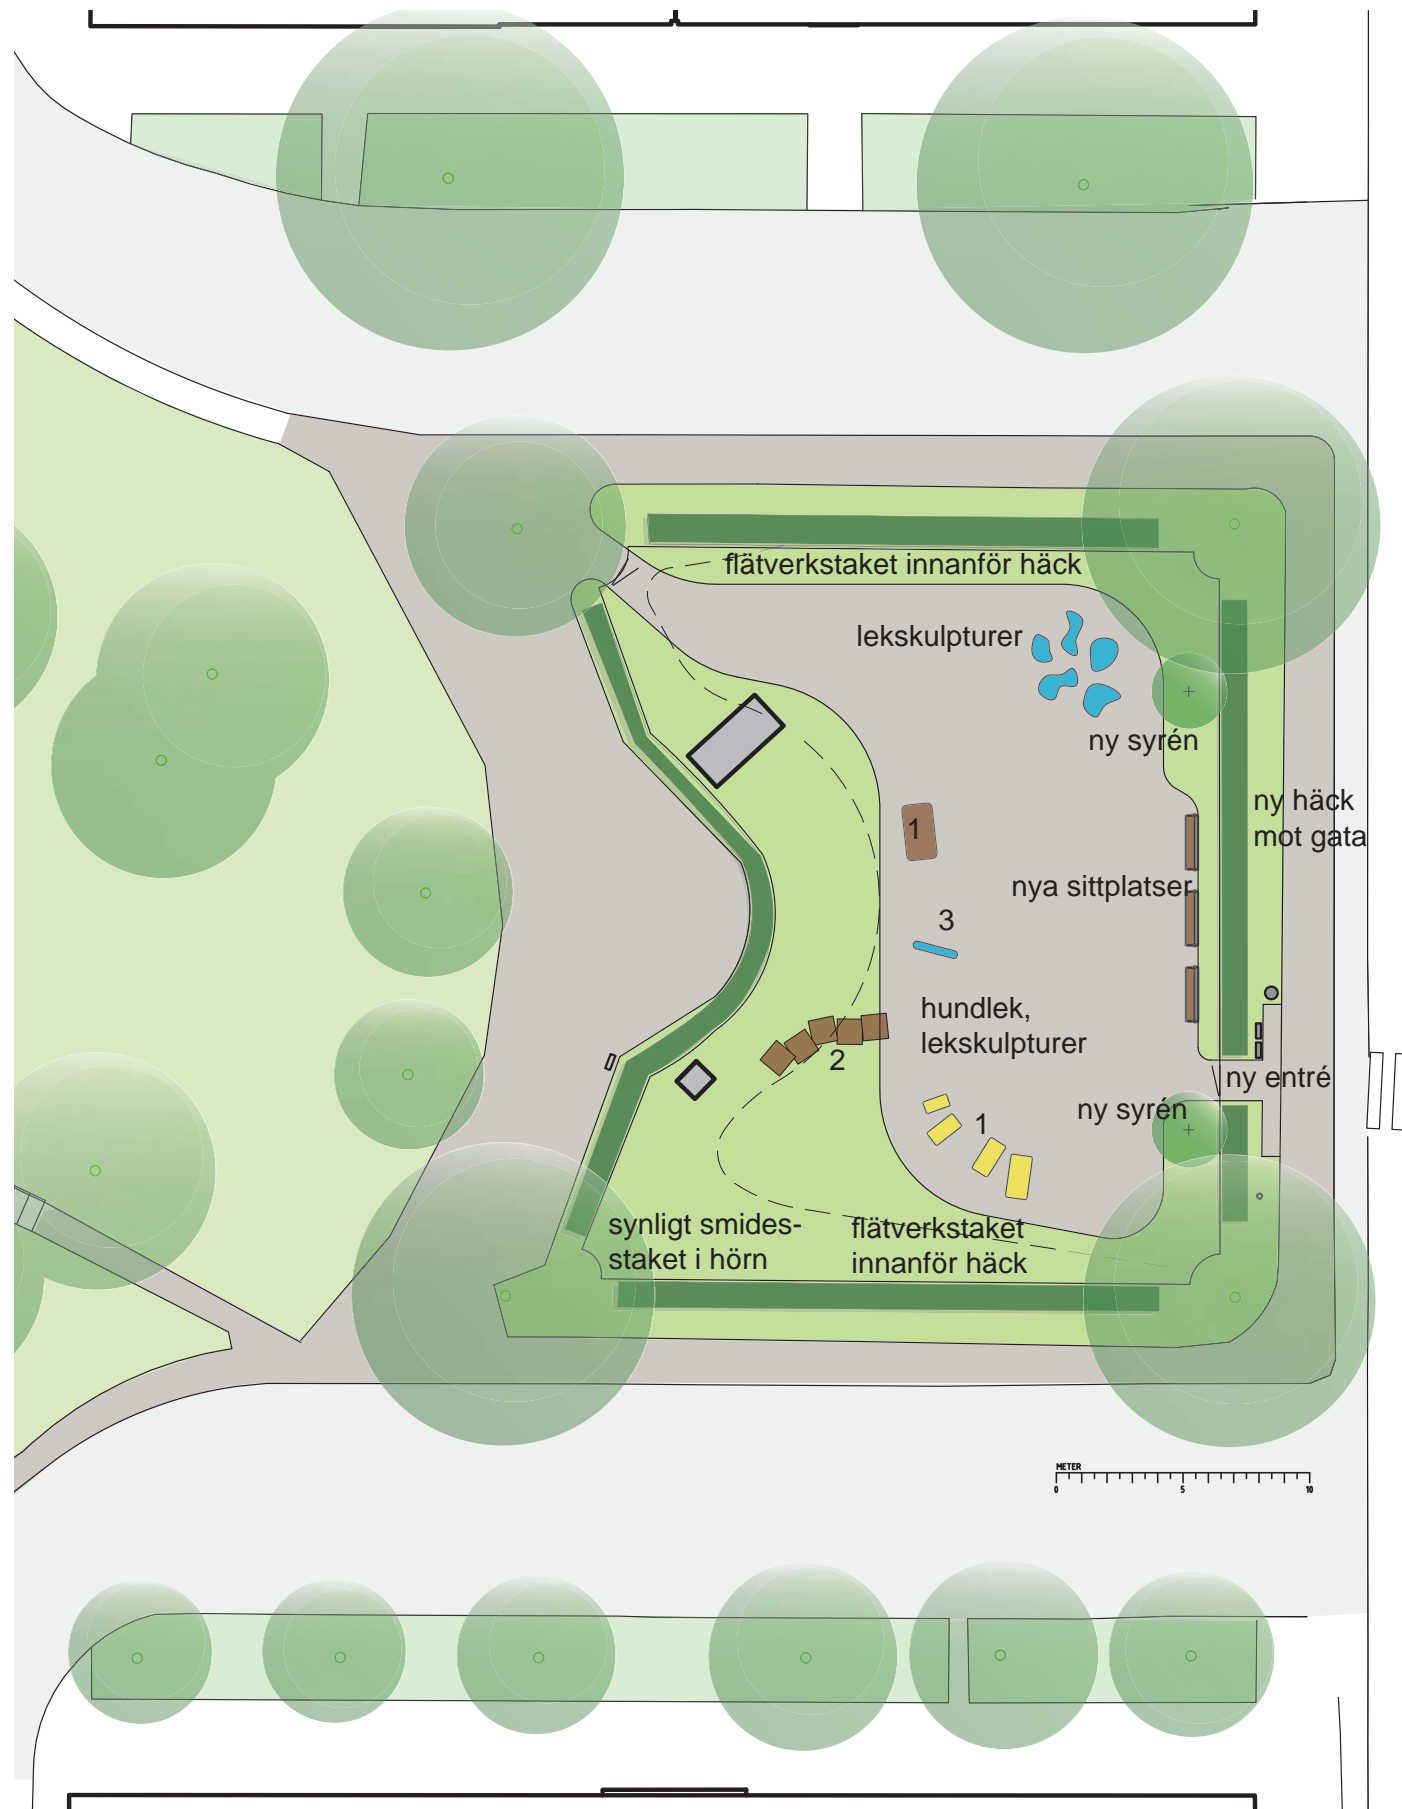 flätverkstaket innanför häck
lekskulpturer
ny syrén
ny häck
mot gata
1
nya sittplatser
3
hundlek,
lekskulpturer
2
ny entré
ny syrén
1
synligt smides-
staket i hörn
flätverkstaket
innanför häck
METER
0 5 10